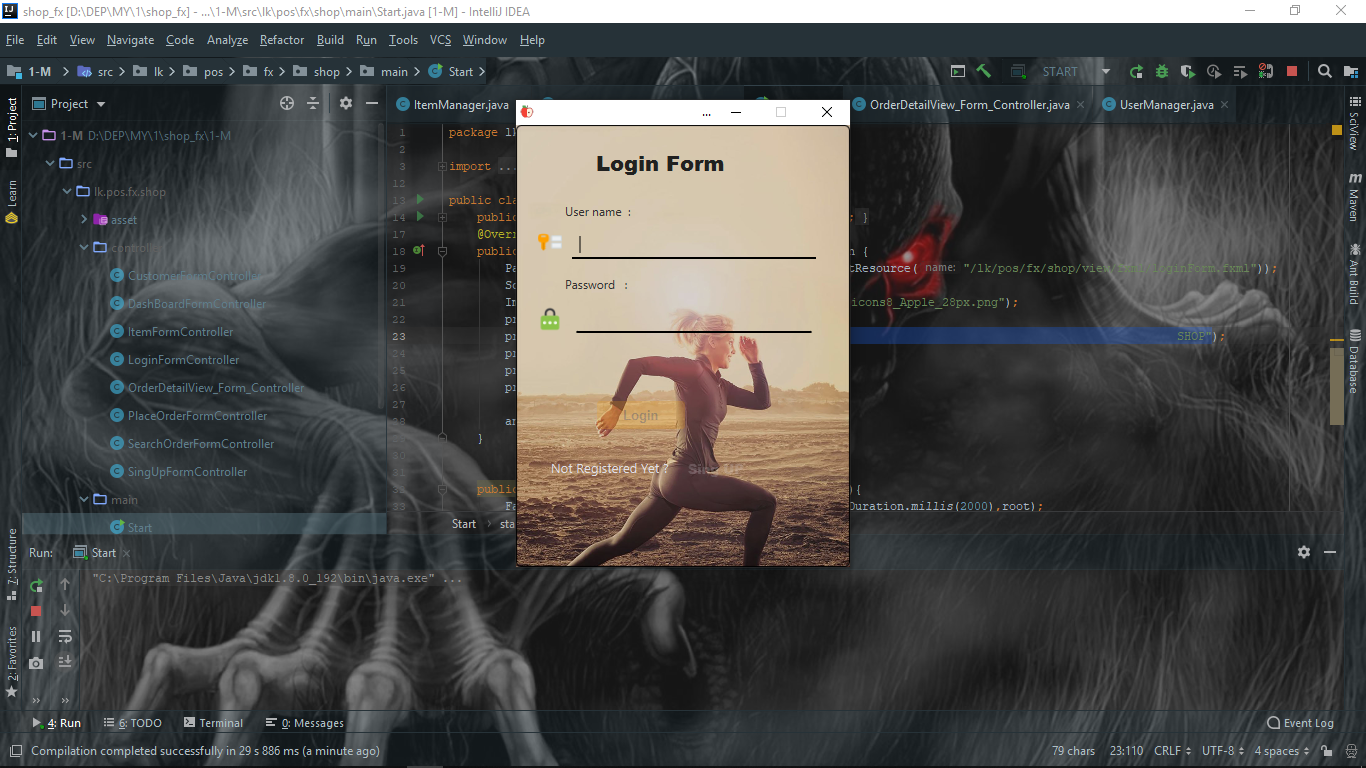 shop_fx [D:\DEP\MY\1\shop_fx] - ...\1-M\src\lk\pos\fx\shop\main\Start.java [1-M] - IntelliJ IDEA
File Edit View Navigate Code Analyze Refactor Build Run Tools VCS Window Help
1-M src lk pos fx shop main Start START
1: Project
Learn
7: Structure
2: Favorites
Project
1-M D:\DEP\MY\1\shop_fx\1-M
src
lk.pos.fx.shop
asset
controller
CustomerFormController
DashBoardFormController
ItemFormController
LoginFormController
OrderDetailView_Form_Controller
PlaceOrderFormController
SearchOrderFormController
SingUpFormController
main
Start
ItemManager.java OrderDetailView_Form_Controller.java UserManager.java
1 package l
2
3 import ...
12
13 public cla
14 public ; }
17 @Overr
18 public n {
19 Pa tResource( name: "/lk/pos/fx/shop/view/fxml/loginForm.fxml"));
20 Sc
21 Im icons8_Apple_28px.png");
22 pr
23 pr SHOP");
24 pr
25 pr
26 pr
27
28 an
}
30
32 public ){
33 Fa Duration.millis(2000),root);
Start sta
...
Login Form
User name :
Password :
Login
Not Registered Yet ?
Run: Start
"C:\Program Files\Java\jdk1.8.0_192\bin\java.exe" ...
SciView
Maven
Ant Build
Database
4: Run 6: TODO Terminal 0: Messages Event Log
Compilation completed successfully in 29 s 886 ms (a minute ago) 79 chars 23:110 CRLF UTF-8 4 spaces